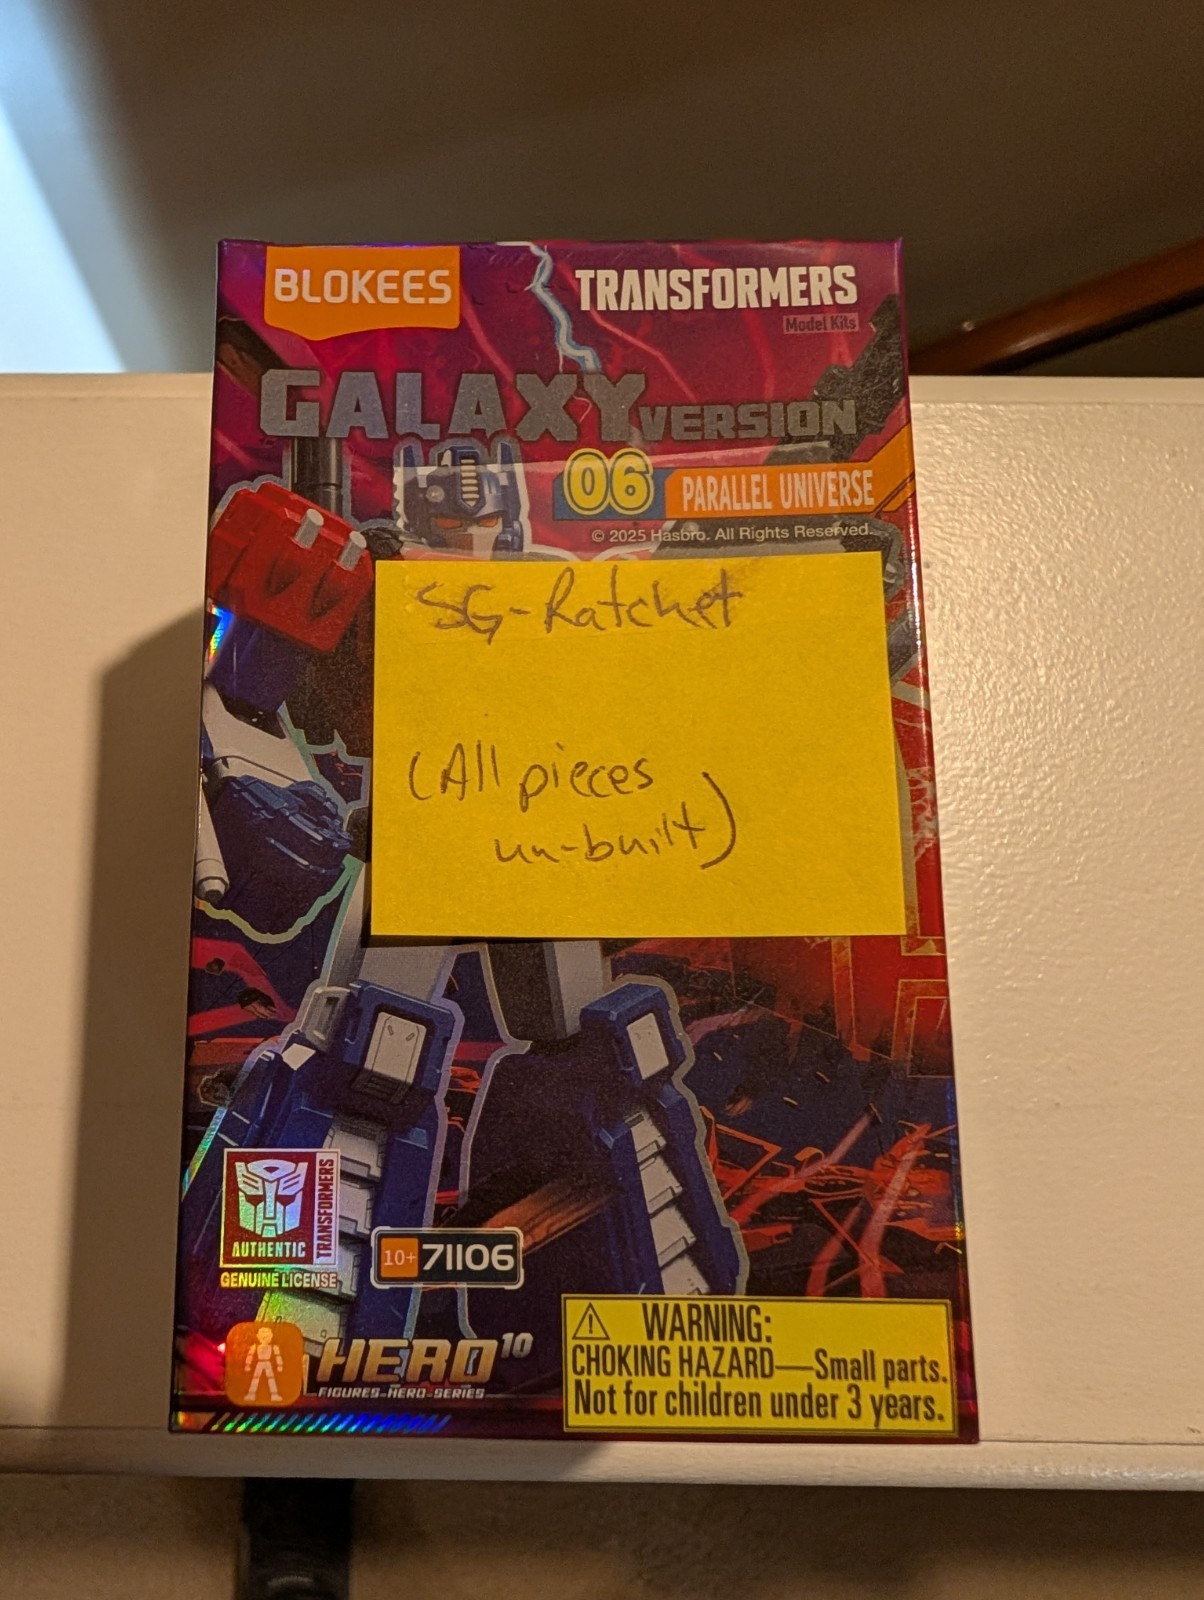 BLOKEES
TRANSFORMERS
Model Kits
GALAXY VERSION
06 PARALLEL UNIVERSE
© 2025 Hasbro. All Rights Reserved.
SG-Ratchet
(All pieces
un-built)
TRANSFORMERS
AUTHENTIC
GENUINE LICENSE
10+ 71106
HERO 10
FIGURES-HERO-SERIES
WARNING:
CHOKING HAZARD—Small parts.
Not for children under 3 years.